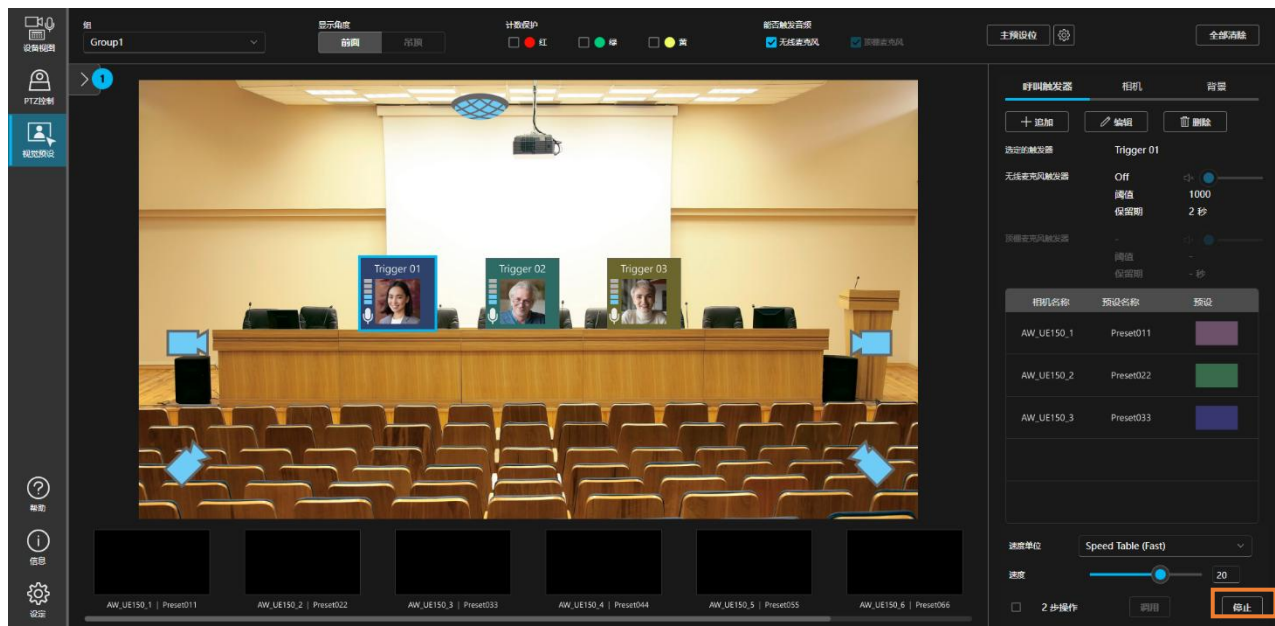 设备视图
PTZ控制
视觉预设
帮助
信息
设定
组
Group1
显示角度
前面
吊顶
计数保护
红
绿
黄
能否触发音频
无线麦克风
顶棚麦克风
主预设位
全部清除
1
Trigger 01
Trigger 02
Trigger 03
AW_UE150_1 | Preset011
AW_UE150_2 | Preset022
AW_UE150_3 | Preset033
AW_UE150_4 | Preset044
AW_UE150_5 | Preset055
AW_UE150_6 | Preset066
呼叫触发器 相机 背景
追加 编辑 删除
选定的触发器 Trigger 01
无线麦克风触发器 Off
阈值 1000
保留期 2 秒
顶棚麦克风触发器 -
阈值 -
保留期 - 秒
相机名称 预设名称 预设
AW_UE150_1 Preset011
AW_UE150_2 Preset022
AW_UE150_3 Preset033
速度单位 Speed Table (Fast)
速度 20
2 步操作 调用 停止